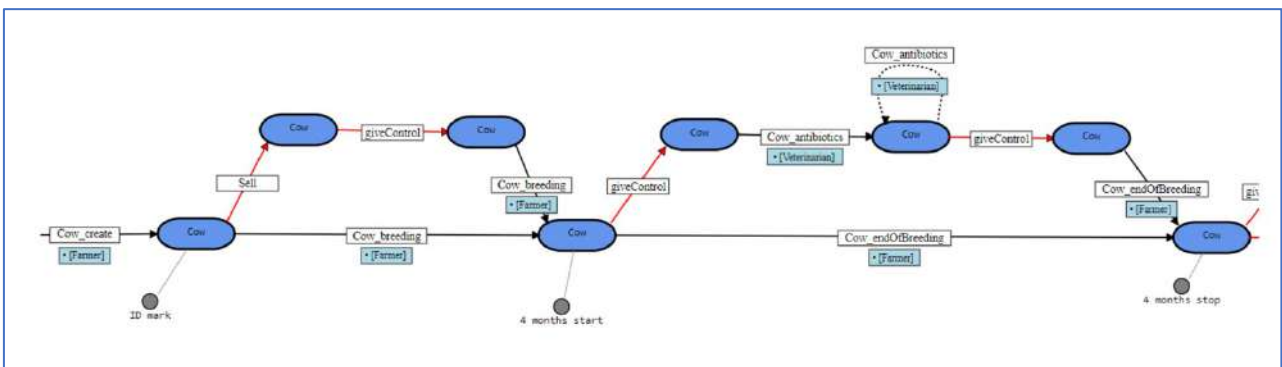 Cow_antibiotics
• [Veterinarian]
Cow
giveControl
Cow
Cow
Cow_antibiotics
• [Veterinarian]
Cow
giveControl
Cow
Sell
Cow_breeding
• [Farmer]
giveControl
Cow_endOfBreeding
• [Farmer]
Cow_create
• [Farmer]
Cow
Cow_breeding
• [Farmer]
Cow
Cow_endOfBreeding
• [Farmer]
Cow
ID mark
4 months start
4 months stop